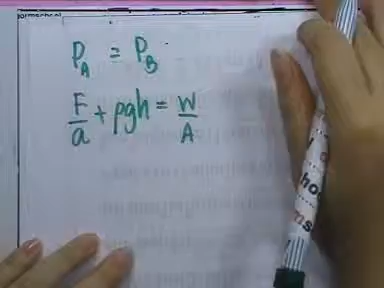 P_A = P_B
F/a + ρgh = W/A